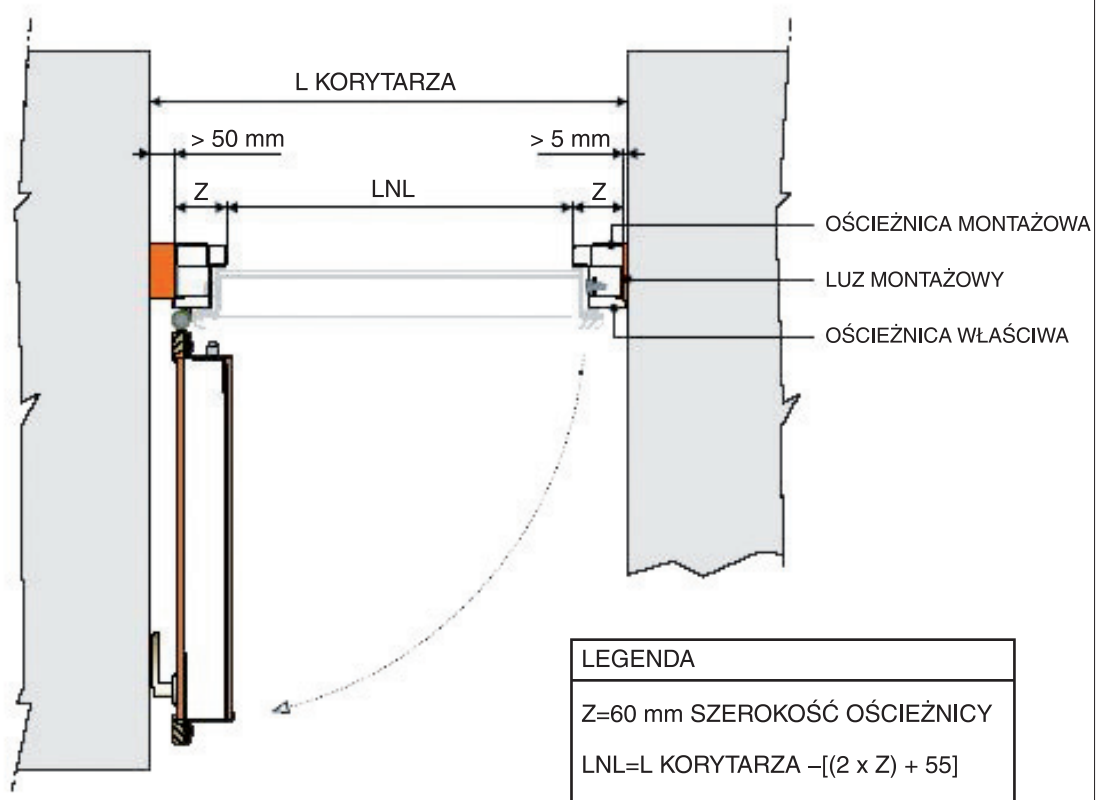 L KORYTARZA
> 50 mm
> 5 mm
Z
LNL
Z
OŚCIEŻNICA MONTAŻOWA
LUZ MONTAŻOWY
OŚCIEŻNICA WŁAŚCIWA
LEGENDA
Z=60 mm SZEROKOŚĆ OŚCIEŻNICY
LNL=L KORYTARZA –[(2 x Z) + 55]